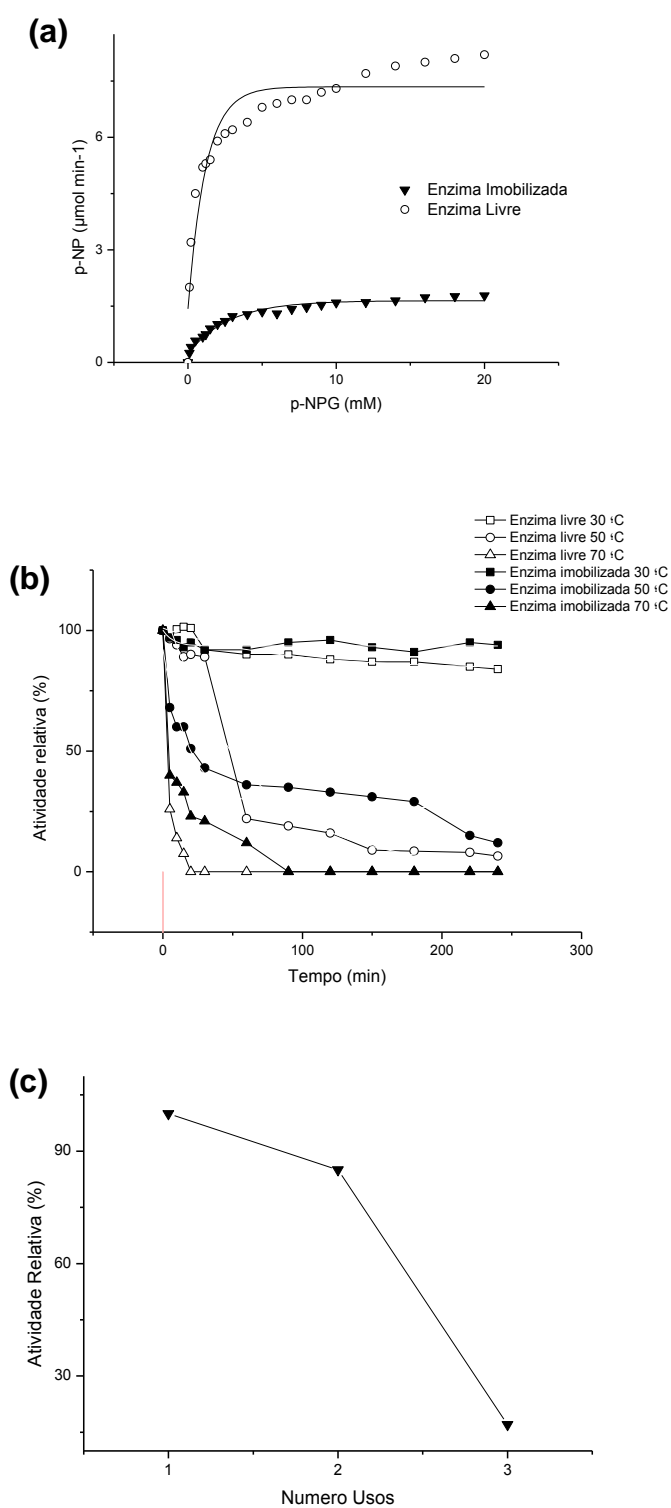 (a)
6
3
0
p-NP (µmol min-1)
Enzima Imobilizada
Enzima Livre
0 10 20
p-NPG (mM)
Enzima livre 30 ºC
Enzima livre 50 ºC
Enzima livre 70 ºC
Enzima imobilizada 30 ºC
Enzima imobilizada 50 ºC
Enzima imobilizada 70 ºC
(b)
100
50
0
Atividade relativa (%)
0 100 200 300
Tempo (min)
(c)
90
60
30
Atividade Relativa (%)
1 2 3
Numero Usos